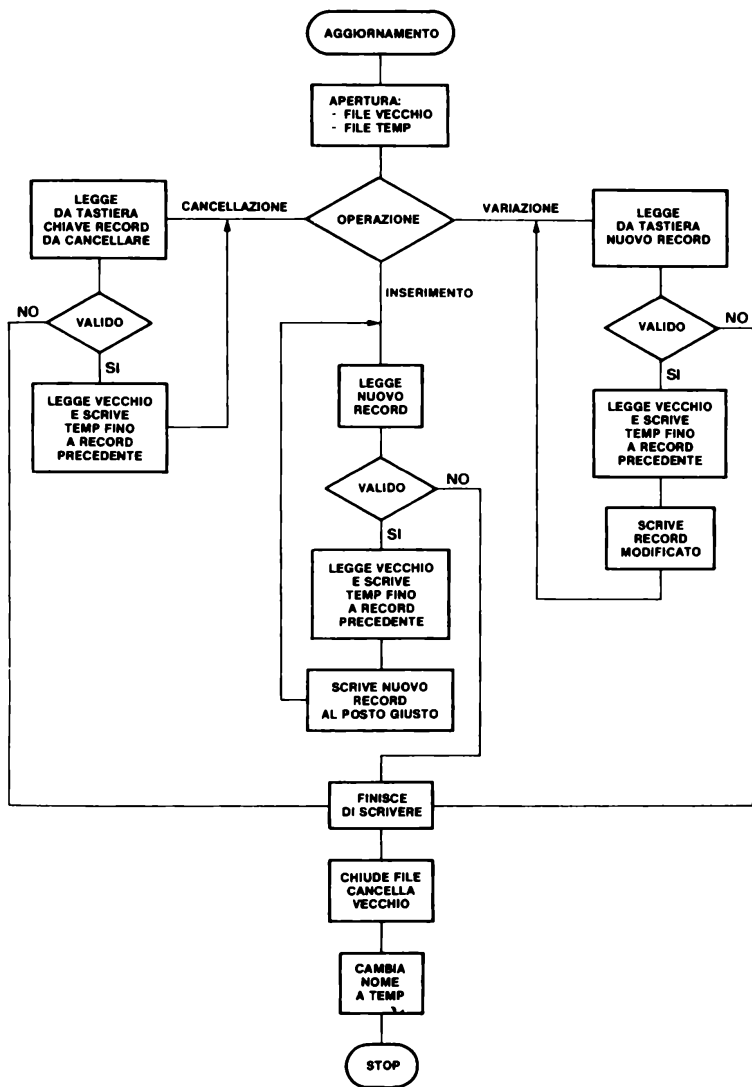 AGGIORNAMENTO
APERTURA:
- FILE VECCHIO
- FILE TEMP
OPERAZIONE
CANCELLAZIONE
LEGGE
DA TASTIERA
CHIAVE RECORD
DA CANCELLARE
NO
VALIDO
SI
LEGGE VECCHIO
E SCRIVE
TEMP FINO
A RECORD
PRECEDENTE
INSERIMENTO
LEGGE
NUOVO
RECORD
VALIDO
NO
SI
LEGGE VECCHIO
E SCRIVE
TEMP FINO
A RECORD
PRECEDENTE
SCRIVE NUOVO
RECORD
AL POSTO GIUSTO
VARIAZIONE
LEGGE
DA TASTIERA
NUOVO RECORD
VALIDO
NO
SI
LEGGE VECCHIO
E SCRIVE
TEMP FINO
A RECORD
PRECEDENTE
SCRIVE
RECORD
MODIFICATO
FINISCE
DI SCRIVERE
CHIUDE FILE
CANCELLA
VECCHIO
CAMBIA
NOME
A TEMP
STOP